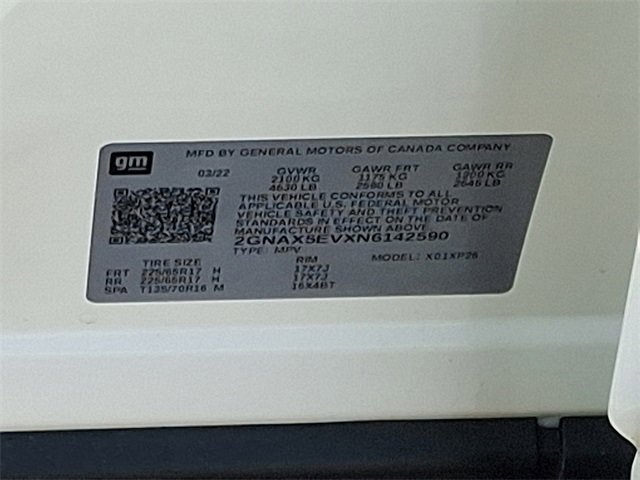 gm
MFD BY GENERAL MOTORS OF CANADA COMPANY
03/22 GVWR GAWR FRT GAWR RR
2100 KG 1175 KG 1200 KG
4630 LB 2590 LB 2645 LB
THIS VEHICLE CONFORMS TO ALL
APPLICABLE U.S. FEDERAL MOTOR
VEHICLE SAFETY AND THEFT PREVENTION
STANDARDS IN EFFECT ON THE DATE OF
MANUFACTURE SHOWN ABOVE.
2GNAX5EVXN6142590
TYPE: MPV MODEL: X01XP26
TIRE SIZE RIM
FRT 225/65R17 H 17X7J
RR 225/65R17 H 17X7J
SPA T135/70R16 M 16X4BT